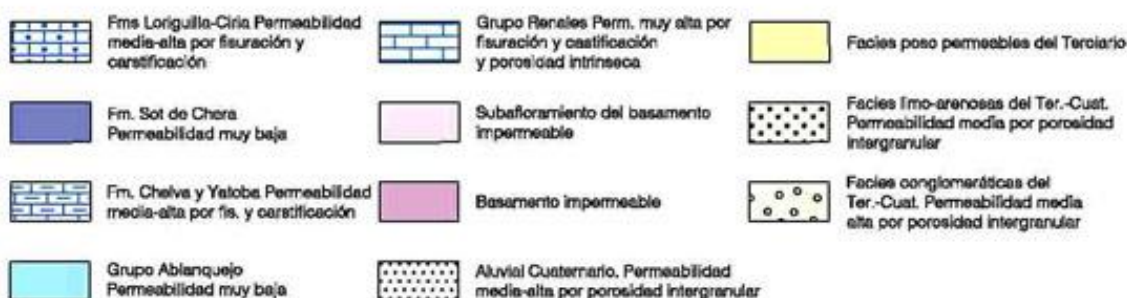 Fms Loriguilla-Ciria Permeabilidad
media-alta por fisuración y
carstificación
Fm. Sot de Chera
Permeabilidad muy baja
Fm. Chelva y Yatoba Permeabilidad
media-alta por fis. y carstificación
Grupo Ablanquejo
Permeabilidad muy baja
Grupo Renales Perm. muy alta por
fisuración y castificación
y porosidad intrínseca
Subafloramiento del basamento
impermeable
Basamento impermeable
Aluvial Cuaternario. Permeabilidad
media-alta por porosidad intergranular
Facies poso permeables del Terciario
Facies limo-arenosas del Ter.-Cuat.
Permeabilidad media por porosidad
intergranular
Facies conglomeráticas del
Ter.-Cuat. Permeabilidad media
alta por porosidad intergranular